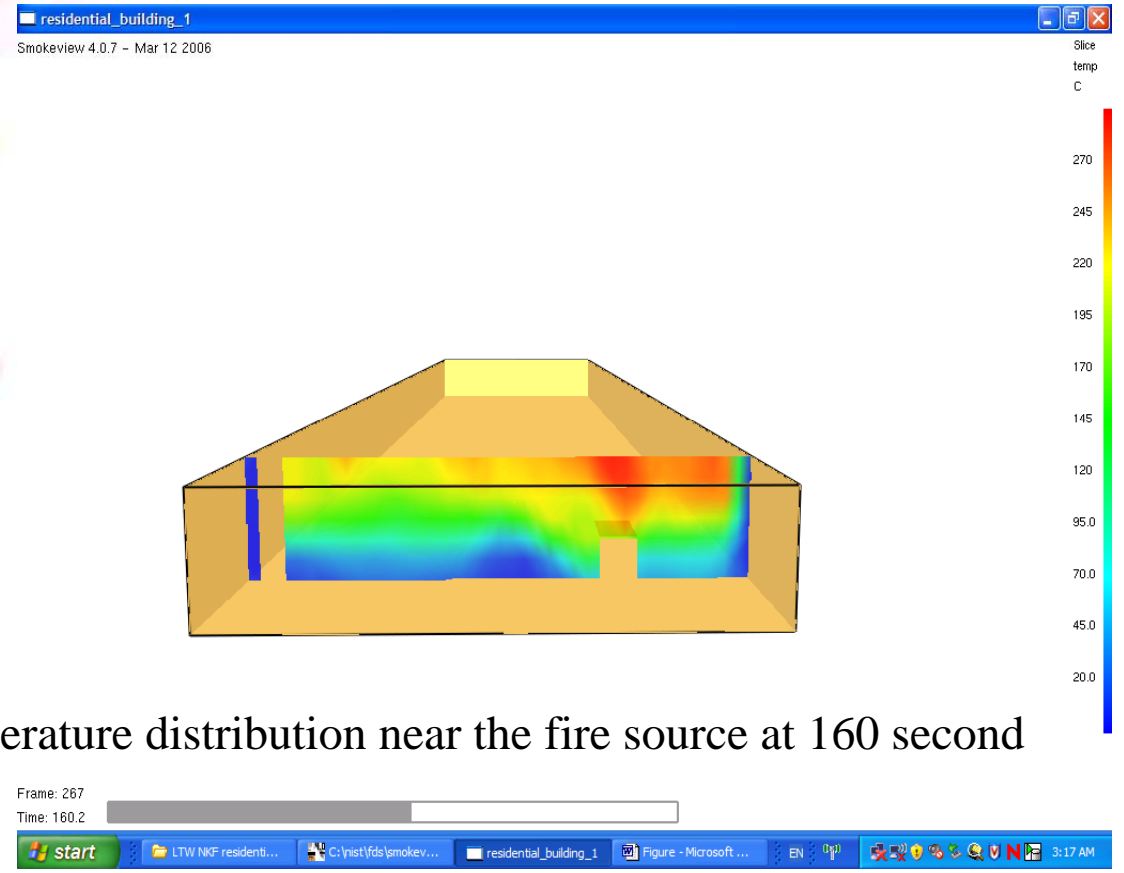 residential_building_1
Smokeview 4.0.7 – Mar 12 2006
Slice
temp
C
270
245
220
195
170
145
120
95.0
70.0
45.0
20.0
erature distribution near the fire source at 160 second
Frame: 267
Time: 160.2
start LTW NKF residenti... C:\nist\fds\smokev... residential_building_1 Figure - Microsoft ... EN 3:17 AM